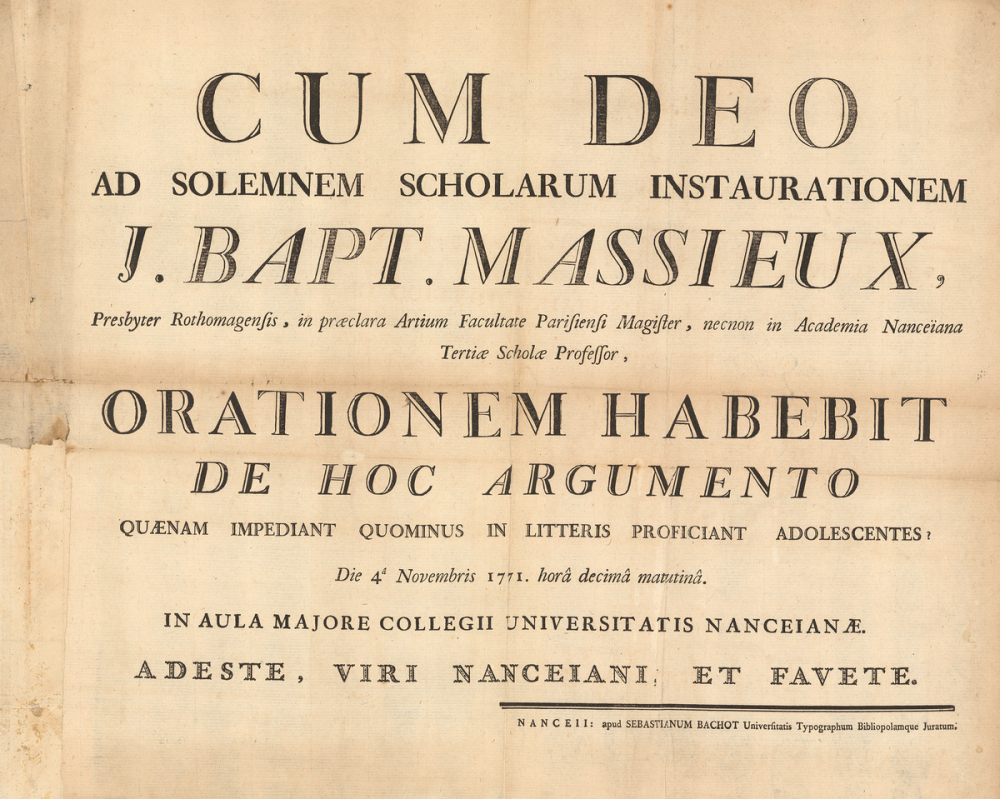 CUM DEO
AD SOLEMNEM SCHOLARUM INSTAURATIONEM
J. BAPT. MASSIEUX,
Presbyter Rothomagenſis, in præclara Artium Facultate Pariſienſi Magiſter, necnon in Academia Nanceïana
Tertiæ Scholæ Profeſſor,
ORATIONEM HABEBIT
DE HOC ARGUMENTO
QUÆNAM IMPEDIANT QUOMINUS IN LITTERIS PROFICIANT ADOLESCENTES?
Die 4ª Novembris 1771. horâ decimâ matutinâ.
IN AULA MAJORE COLLEGII UNIVERSITATIS NANCEIANÆ.
ADESTE, VIRI NANCEIANI, ET FAVETE.
NANCEII: apud SEBASTIANUM BACHOT Univerſitatis Typographum Bibliopolamque Juratum.